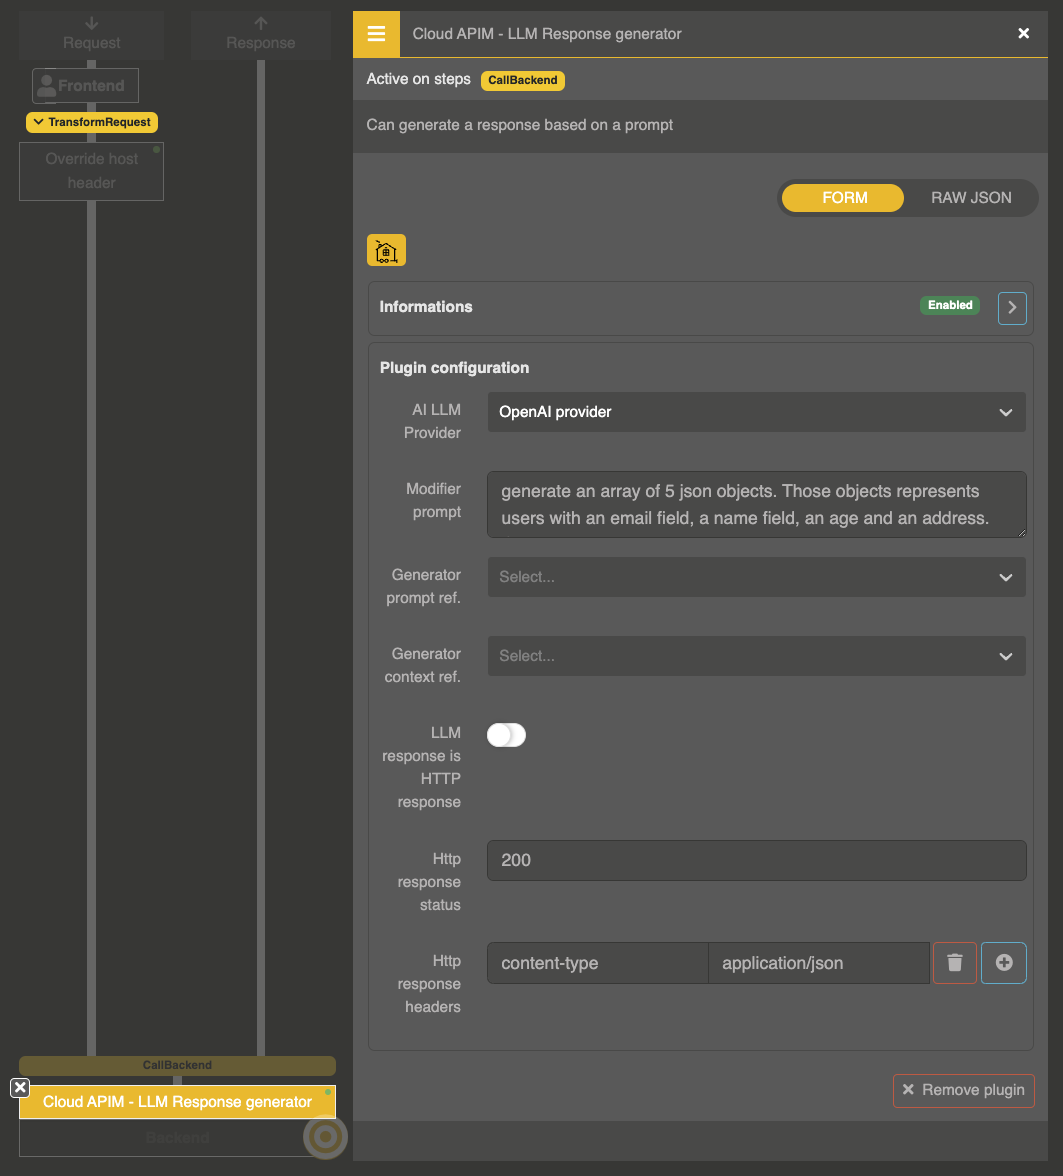 Request
Response
Frontend
TransformRequest
Override host
header
Cloud APIM - LLM Response generator
Active on steps CallBackend
Can generate a response based on a prompt
FORM RAW JSON
Informations Enabled
Plugin configuration
AI LLM
Provider
OpenAI provider
Modifier
prompt
generate an array of 5 json objects. Those objects represents
users with an email field, a name field, an age and an address.
Generator
prompt ref.
Select...
Generator
context ref.
Select...
LLM
response is
HTTP
response
Http
response
status
200
Http
response
headers
content-type application/json
Remove plugin
CallBackend
Cloud APIM - LLM Response generator
Backend